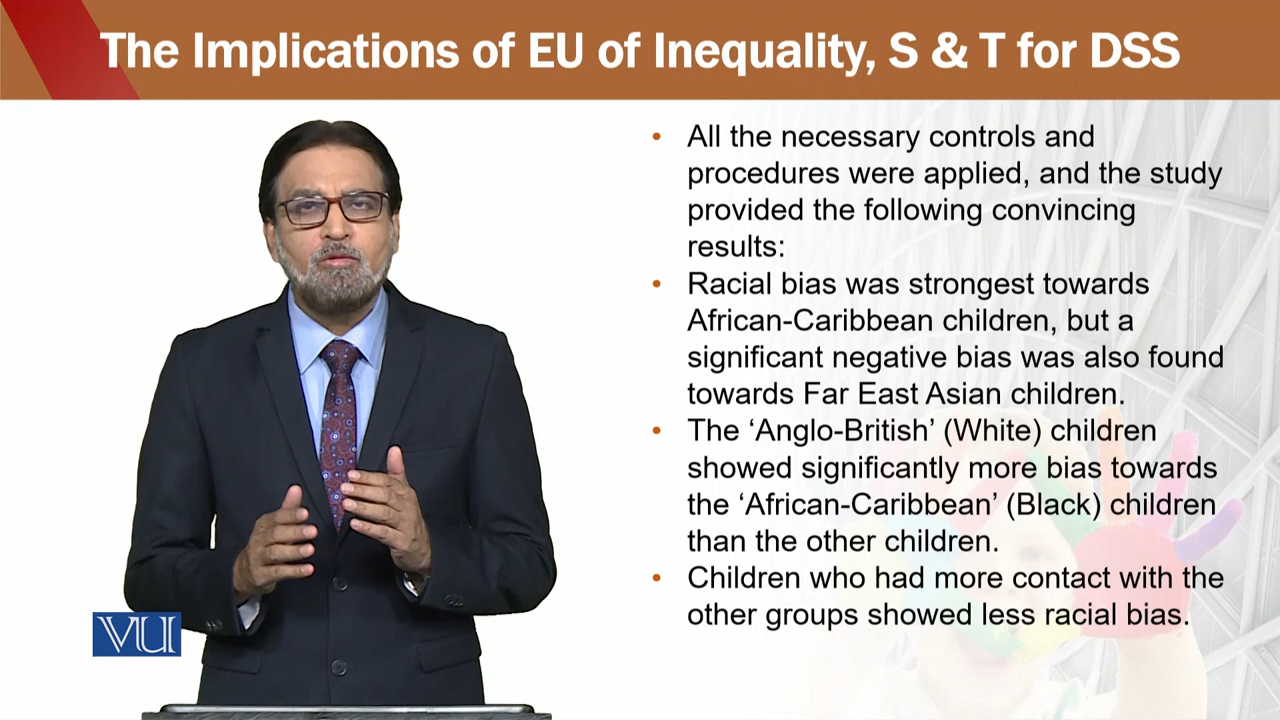 The Implications of EU of Inequality, S & T for DSS
• All the necessary controls and
procedures were applied, and the study
provided the following convincing
results:
• Racial bias was strongest towards
African-Caribbean children, but a
significant negative bias was also found
towards Far East Asian children.
• The ‘Anglo-British’ (White) children
showed significantly more bias towards
the ‘African-Caribbean’ (Black) children
than the other children.
• Children who had more contact with the
other groups showed less racial bias.
VU